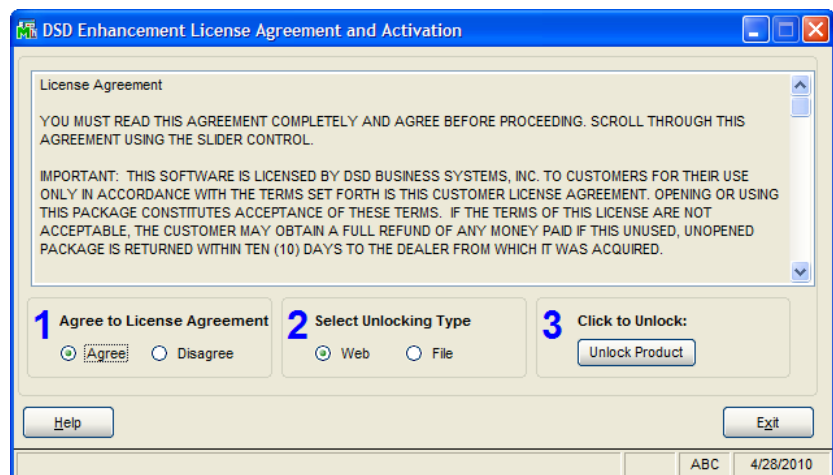 DSD Enhancement License Agreement and Activation
License Agreement
YOU MUST READ THIS AGREEMENT COMPLETELY AND AGREE BEFORE PROCEEDING. SCROLL THROUGH THIS
AGREEMENT USING THE SLIDER CONTROL.
IMPORTANT: THIS SOFTWARE IS LICENSED BY DSD BUSINESS SYSTEMS, INC. TO CUSTOMERS FOR THEIR USE
ONLY IN ACCORDANCE WITH THE TERMS SET FORTH IS THIS CUSTOMER LICENSE AGREEMENT. OPENING OR USING
THIS PACKAGE CONSTITUTES ACCEPTANCE OF THESE TERMS. IF THE TERMS OF THIS LICENSE ARE NOT
ACCEPTABLE, THE CUSTOMER MAY OBTAIN A FULL REFUND OF ANY MONEY PAID IF THIS UNUSED, UNOPENED
PACKAGE IS RETURNED WITHIN TEN (10) DAYS TO THE DEALER FROM WHICH IT WAS ACQUIRED.
1 Agree to License Agreement
Agree Disagree
2 Select Unlocking Type
Web File
3 Click to Unlock:
Unlock Product
Help Exit
ABC 4/28/2010